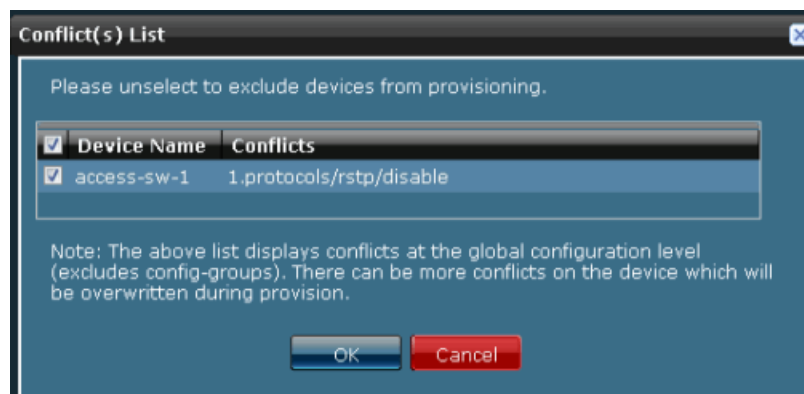 Conflict(s) List
Please unselect to exclude devices from provisioning.
Device Name Conflicts
access-sw-1 1.protocols/rstp/disable
Note: The above list displays conflicts at the global configuration level
(excludes config-groups). There can be more conflicts on the device which will
be overwritten during provision.
OK Cancel